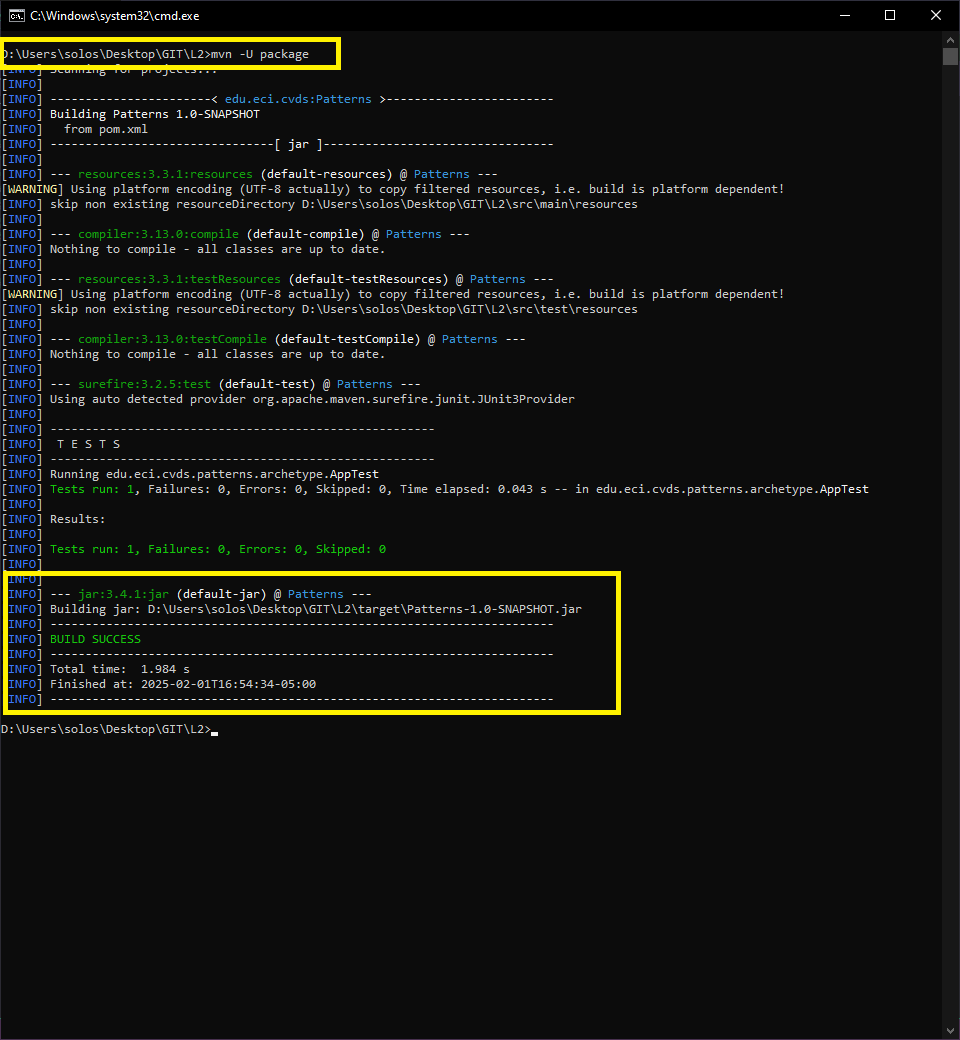 C:\Windows\system32\cmd.exe
D:\Users\solos\Desktop\GIT\L2>mvn -U package
[INFO] Scanning for projects...
[INFO]
[INFO] -----------------------< edu.eci.cvds:Patterns >------------------------
[INFO] Building Patterns 1.0-SNAPSHOT
[INFO]   from pom.xml
[INFO] --------------------------------[ jar ]---------------------------------
[INFO]
[INFO] --- resources:3.3.1:resources (default-resources) @ Patterns ---
[WARNING] Using platform encoding (UTF-8 actually) to copy filtered resources, i.e. build is platform dependent!
[INFO] skip non existing resourceDirectory D:\Users\solos\Desktop\GIT\L2\src\main\resources
[INFO]
[INFO] --- compiler:3.13.0:compile (default-compile) @ Patterns ---
[INFO] Nothing to compile - all classes are up to date.
[INFO]
[INFO] --- resources:3.3.1:testResources (default-testResources) @ Patterns ---
[WARNING] Using platform encoding (UTF-8 actually) to copy filtered resources, i.e. build is platform dependent!
[INFO] skip non existing resourceDirectory D:\Users\solos\Desktop\GIT\L2\src\test\resources
[INFO]
[INFO] --- compiler:3.13.0:testCompile (default-testCompile) @ Patterns ---
[INFO] Nothing to compile - all classes are up to date.
[INFO]
[INFO] --- surefire:3.2.5:test (default-test) @ Patterns ---
[INFO] Using auto detected provider org.apache.maven.surefire.junit.JUnit3Provider
[INFO]
[INFO] -------------------------------------------------------
[INFO]  T E S T S
[INFO] -------------------------------------------------------
[INFO] Running edu.eci.cvds.patterns.archetype.AppTest
[INFO] Tests run: 1, Failures: 0, Errors: 0, Skipped: 0, Time elapsed: 0.043 s -- in edu.eci.cvds.patterns.archetype.AppTest
[INFO]
[INFO] Results:
[INFO]
[INFO] Tests run: 1, Failures: 0, Errors: 0, Skipped: 0
[INFO]
[INFO]
[INFO] --- jar:3.4.1:jar (default-jar) @ Patterns ---
[INFO] Building jar: D:\Users\solos\Desktop\GIT\L2\target\Patterns-1.0-SNAPSHOT.jar
[INFO] ------------------------------------------------------------------------
[INFO] BUILD SUCCESS
[INFO] ------------------------------------------------------------------------
[INFO] Total time:  1.984 s
[INFO] Finished at: 2025-02-01T16:54:34-05:00
[INFO] ------------------------------------------------------------------------
D:\Users\solos\Desktop\GIT\L2>